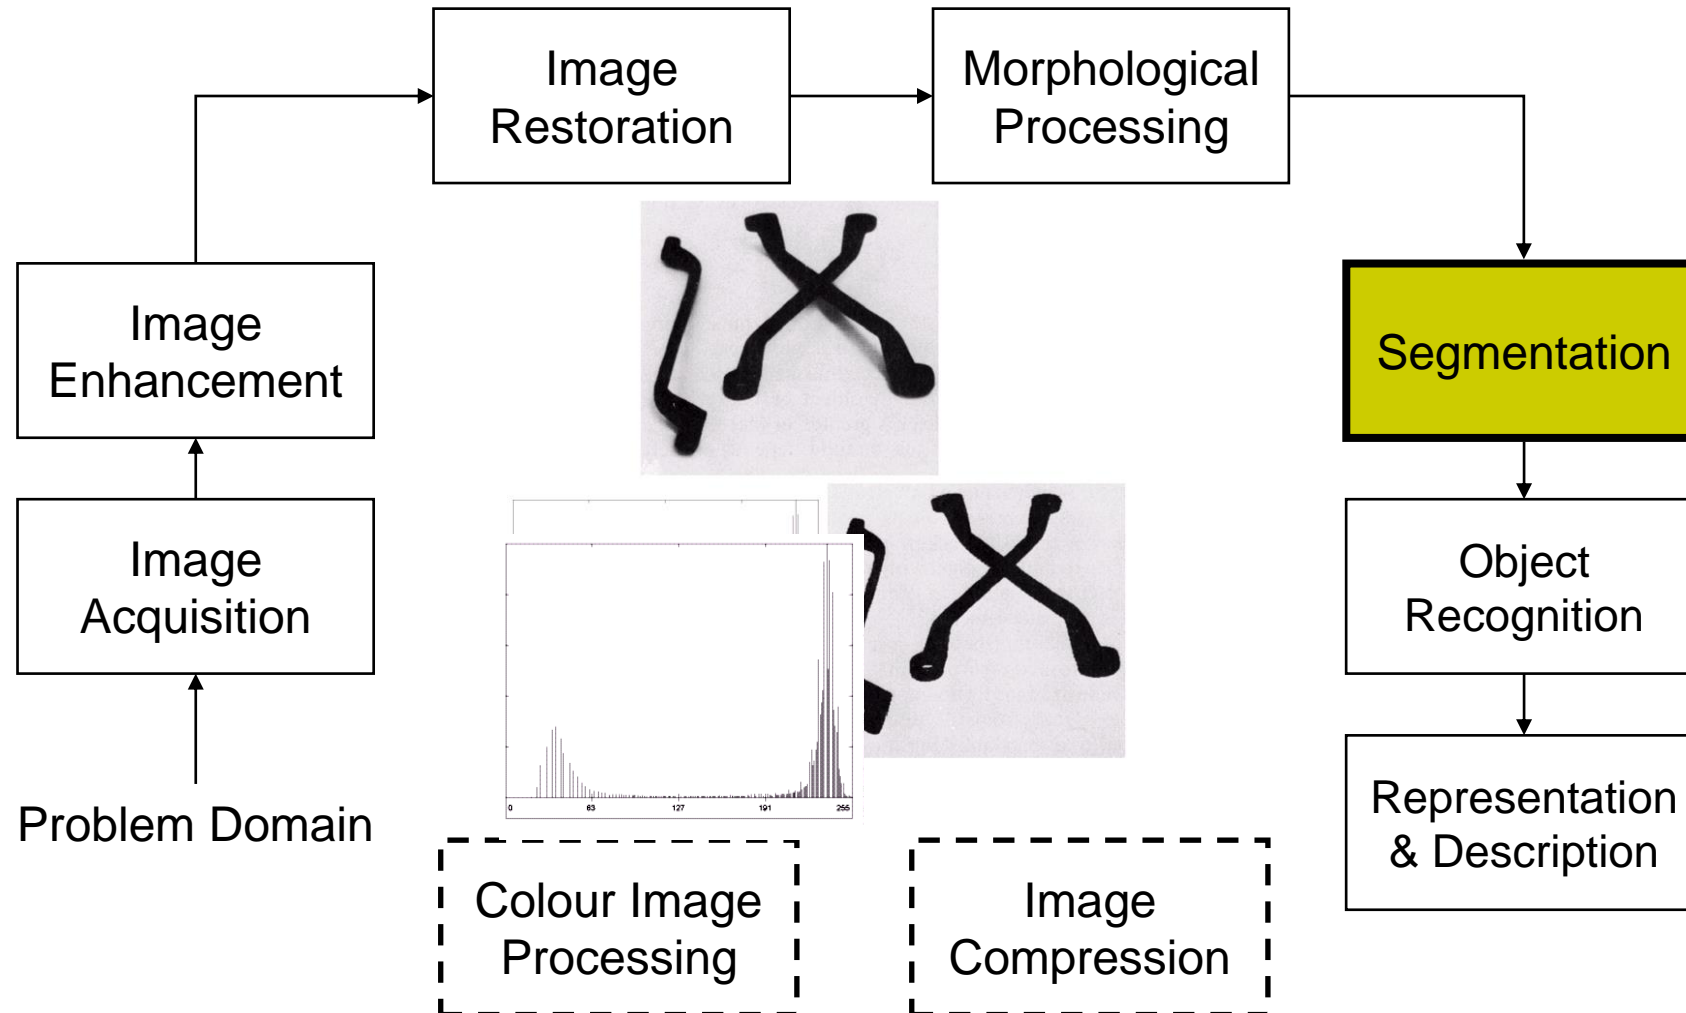 Image
Restoration
Morphological
Processing
Image
Enhancement
Segmentation
Image
Acquisition
Object
Recognition
0 63 127 191 255
Problem Domain
Representation
& Description
Colour Image
Processing
Image
Compression